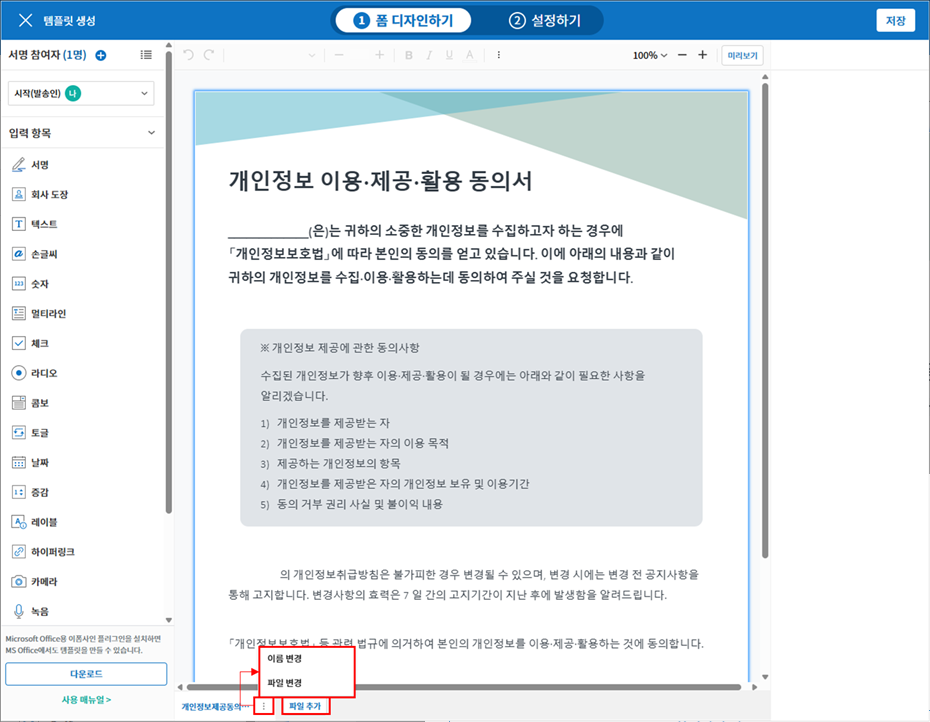 템플릿 생성
1 폼 디자인하기
2 설정하기
저장
서명 참여자 (1명)
B I U A
100%
미리보기
시작(발송인) 나
입력 항목
서명
회사 도장
텍스트
손글씨
숫자
멀티라인
체크
라디오
콤보
토글
날짜
증감
레이블
하이퍼링크
카메라
녹음
Microsoft Office용 이폼사인 플러그인을 설치하면
MS Office에서도 템플릿을 만들 수 있습니다.
다운로드
사용 매뉴얼 >
개인정보 이용·제공·활용 동의서
____________(은)는 귀하의 소중한 개인정보를 수집하고자 하는 경우에
「개인정보보호법」에 따라 본인의 동의를 얻고 있습니다. 이에 아래의 내용과 같이
귀하의 개인정보를 수집·이용·활용하는데 동의하여 주실 것을 요청합니다.
※ 개인정보 제공에 관한 동의사항
수집된 개인정보가 향후 이용·제공·활용이 될 경우에는 아래와 같이 필요한 사항을
알리겠습니다.
1) 개인정보를 제공받는 자
2) 개인정보를 제공받는 자의 이용 목적
3) 제공하는 개인정보의 항목
4) 개인정보를 제공받은 자의 개인정보 보유 및 이용기간
5) 동의 거부 권리 사실 및 불이익 내용
의 개인정보취급방침은 불가피한 경우 변경될 수 있으며, 변경 시에는 변경 전 공지사항을
통해 고지합니다. 변경사항의 효력은 7 일 간의 고지기간이 지난 후에 발생함을 알려드립니다.
「개인정보보호법」 등 관련 법규에 의거하여 본인의 개인정보를 이용·제공·활용하는 것에 동의합니다.
이름 변경
파일 변경
개인정보제공동의···
파일 추가